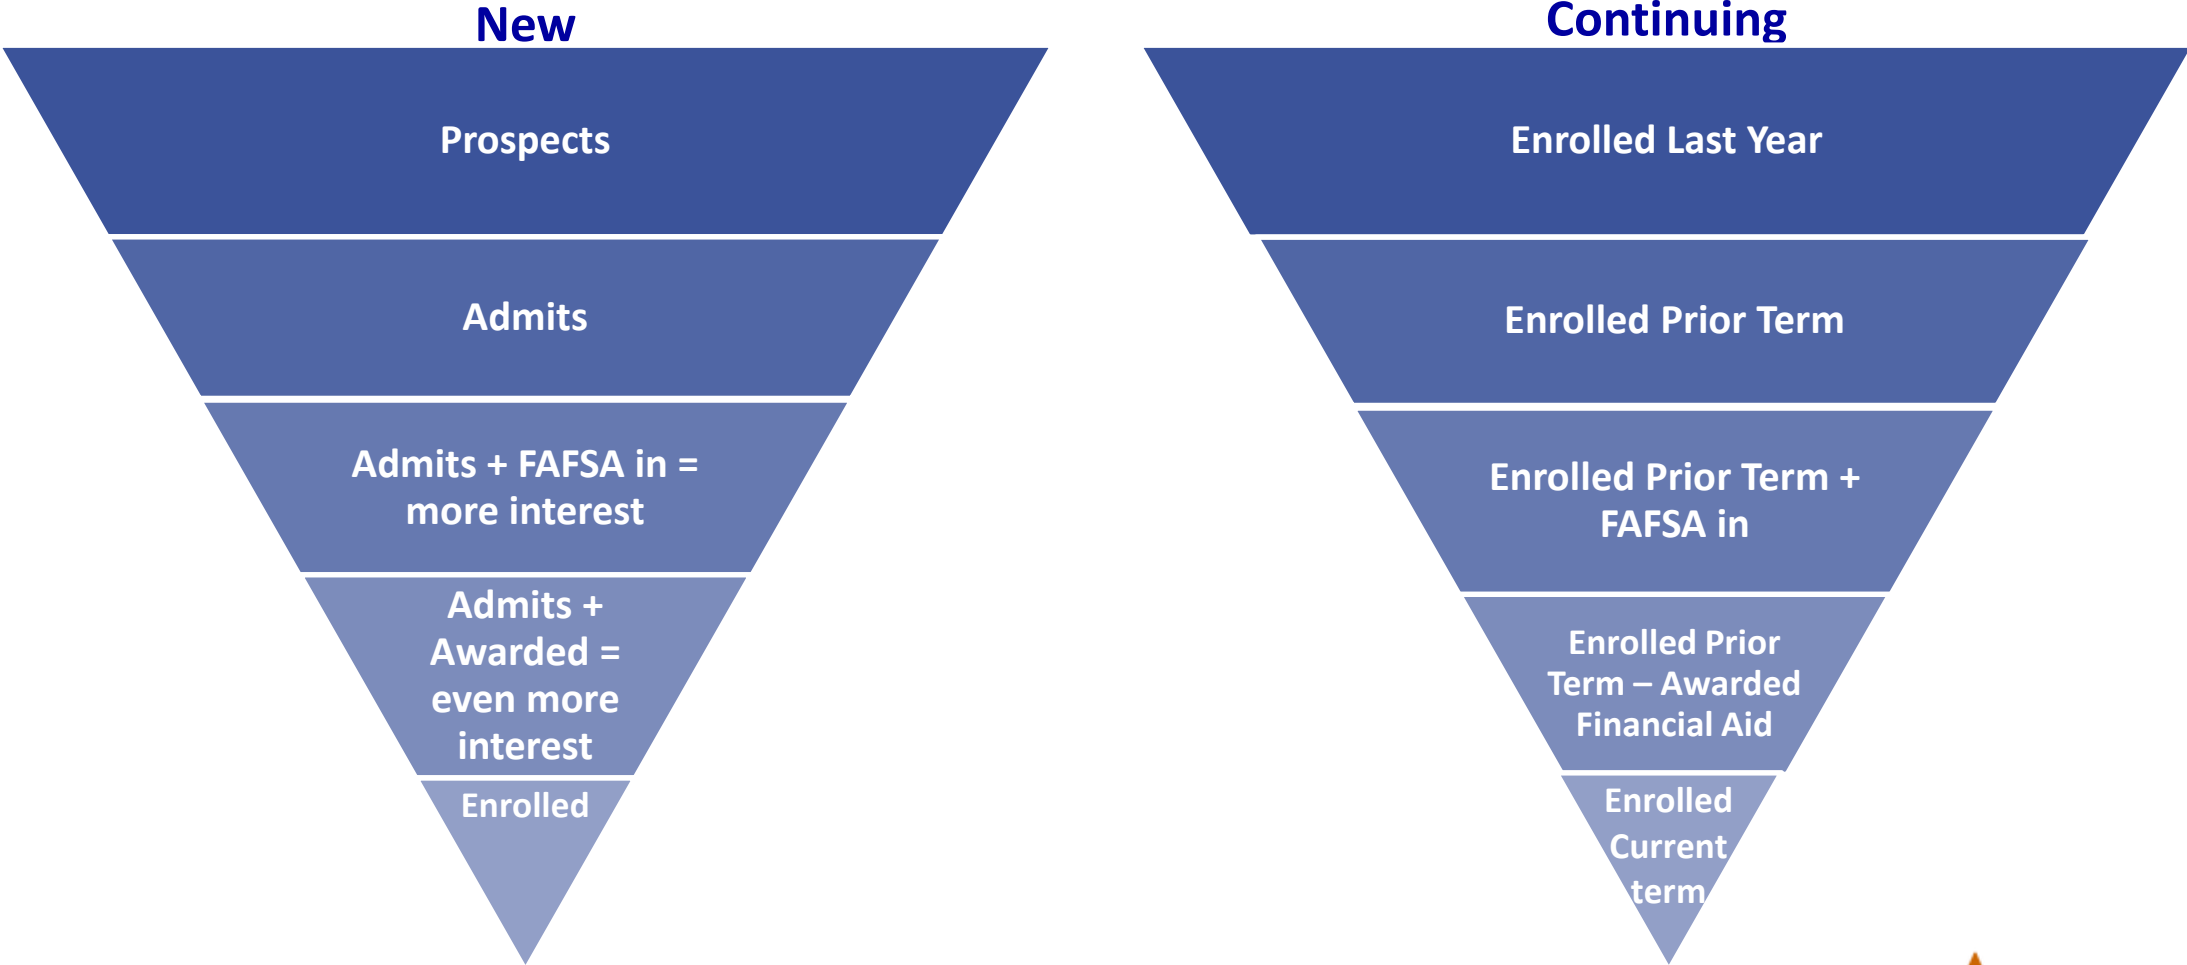 New
Prospects
Admits
Admits + FAFSA in =
more interest
Admits +
Awarded =
even more
interest
Enrolled
Continuing
Enrolled Last Year
Enrolled Prior Term
Enrolled Prior Term +
FAFSA in
Enrolled Prior
Term – Awarded
Financial Aid
Enrolled
Current
term